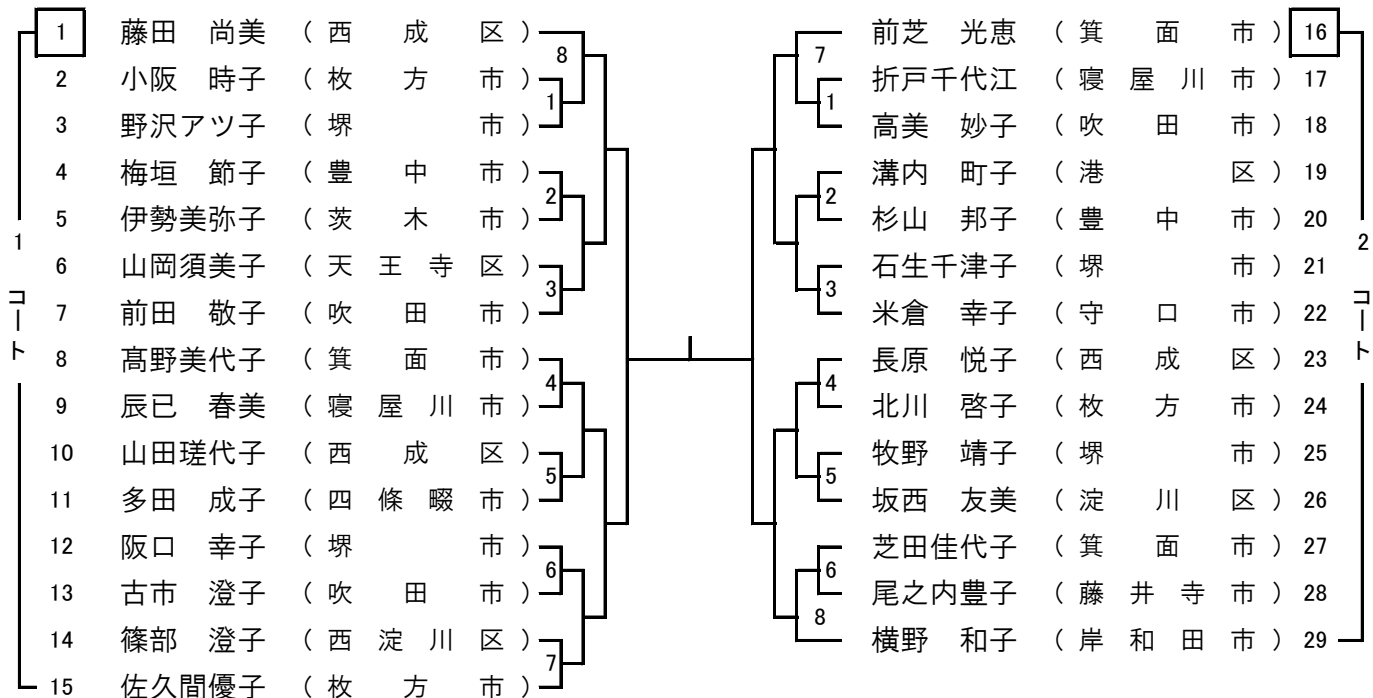 1 藤田　尚美 （西成区）
2 小阪　時子 （枚方市）
3 野沢アツ子 （堺市）
4 梅垣　節子 （豊中市）
5 伊勢美弥子 （茨木市）
6 山岡須美子 （天王寺区）
7 前田　敬子 （吹田市）
8 髙野美代子 （箕面市）
9 辰已　春美 （寝屋川市）
10 山田瑳代子 （西成区）
11 多田　成子 （四條畷市）
12 阪口　幸子 （堺市）
13 古市　澄子 （吹田市）
14 篠部　澄子 （西淀川区）
15 佐久間優子 （枚方市）
1コート
8
1
2
3
4
5
6
7
7
1
2
3
4
5
6
8
前芝　光恵 （箕面市） 16
折戸千代江 （寝屋川市） 17
高美　妙子 （吹田市） 18
溝内　町子 （港区） 19
杉山　邦子 （豊中市） 20
石生千津子 （堺市） 21
米倉　幸子 （守口市） 22
長原　悦子 （西成区） 23
北川　啓子 （枚方市） 24
牧野　靖子 （堺市） 25
坂西　友美 （淀川区） 26
芝田佳代子 （箕面市） 27
尾之内豊子 （藤井寺市） 28
横野　和子 （岸和田市） 29
2コート